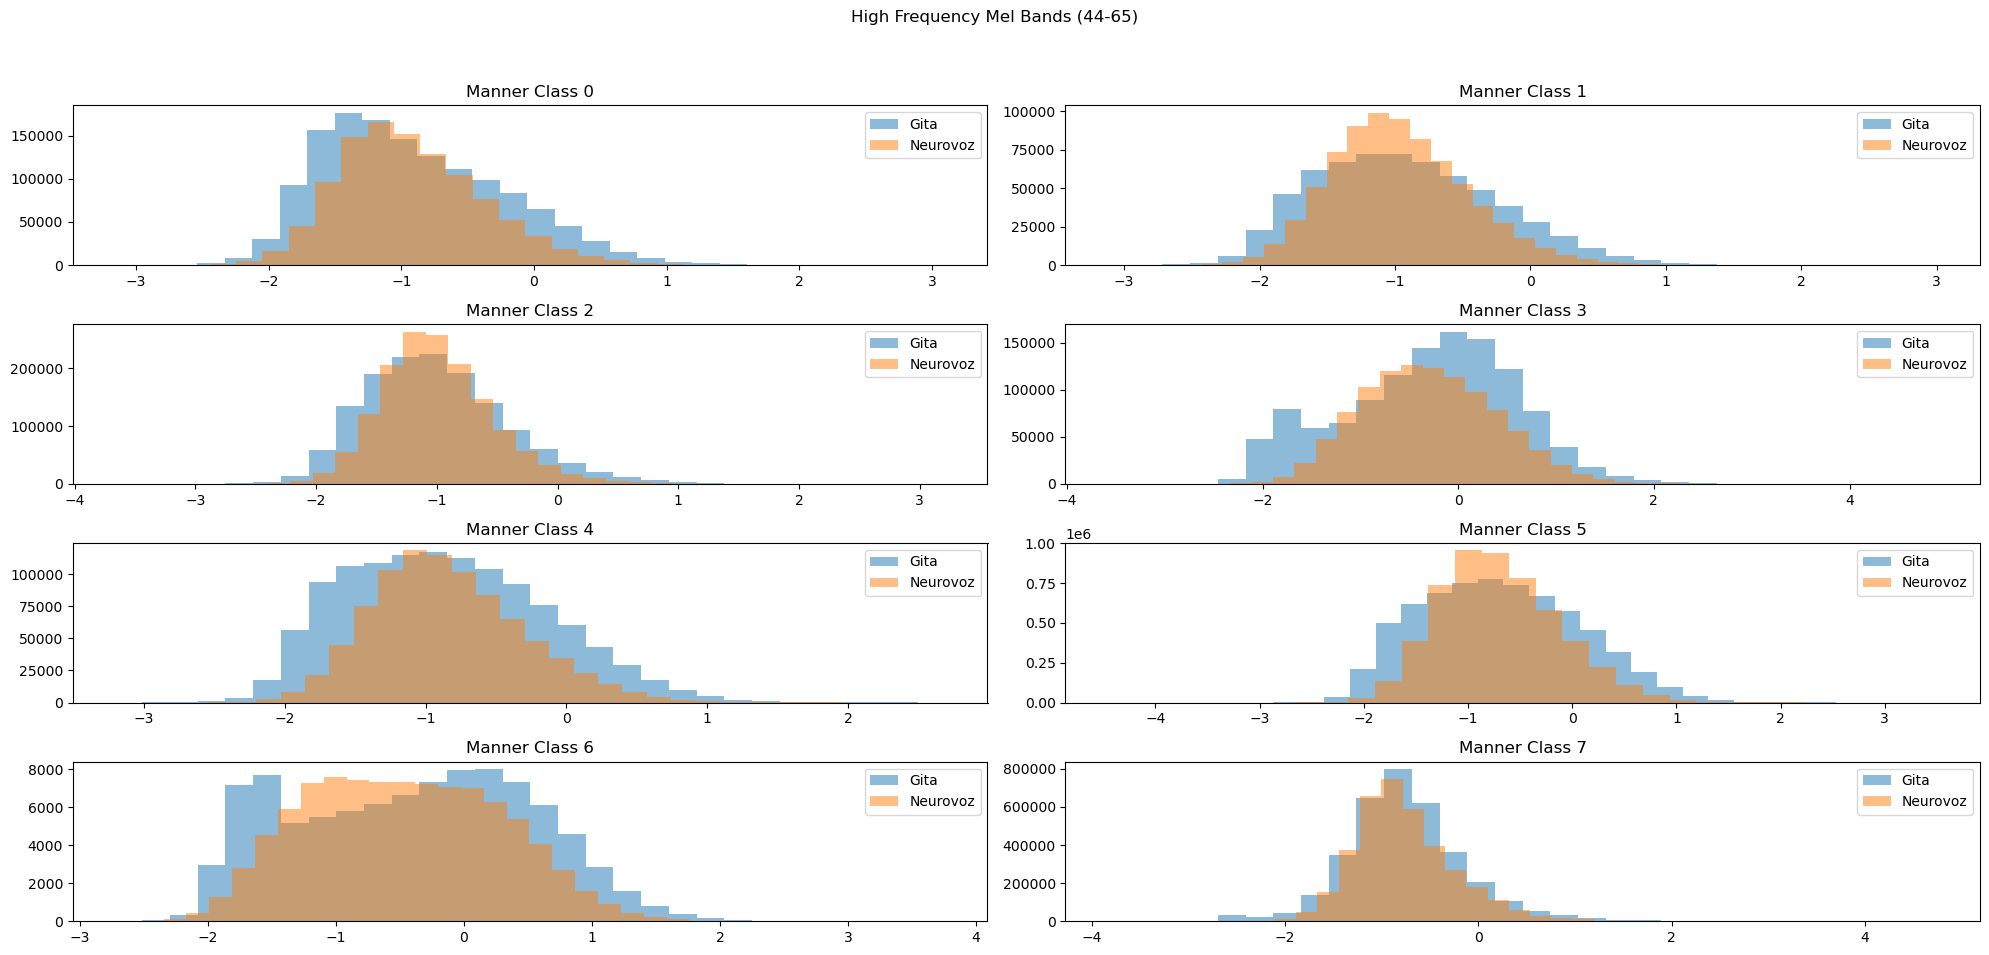 High Frequency Mel Bands (44-65)
Manner Class 0
150000
100000
50000
0
−3 −2 −1 0 1 2 3
Gita
Neurovoz
Manner Class 1
100000
75000
50000
25000
0
−3 −2 −1 0 1 2 3
Gita
Neurovoz
Manner Class 2
200000
100000
0
−4 −3 −2 −1 0 1 2 3
Gita
Neurovoz
Manner Class 3
150000
100000
50000
0
−4 −2 0 2 4
Gita
Neurovoz
Manner Class 4
100000
75000
50000
25000
0
−3 −2 −1 0 1 2
Gita
Neurovoz
Manner Class 5
1e6
1.00
0.75
0.50
0.25
0.00
−4 −3 −2 −1 0 1 2 3
Gita
Neurovoz
Manner Class 6
8000
6000
4000
2000
0
−3 −2 −1 0 1 2 3 4
Gita
Neurovoz
Manner Class 7
800000
600000
400000
200000
0
−4 −2 0 2 4
Gita
Neurovoz